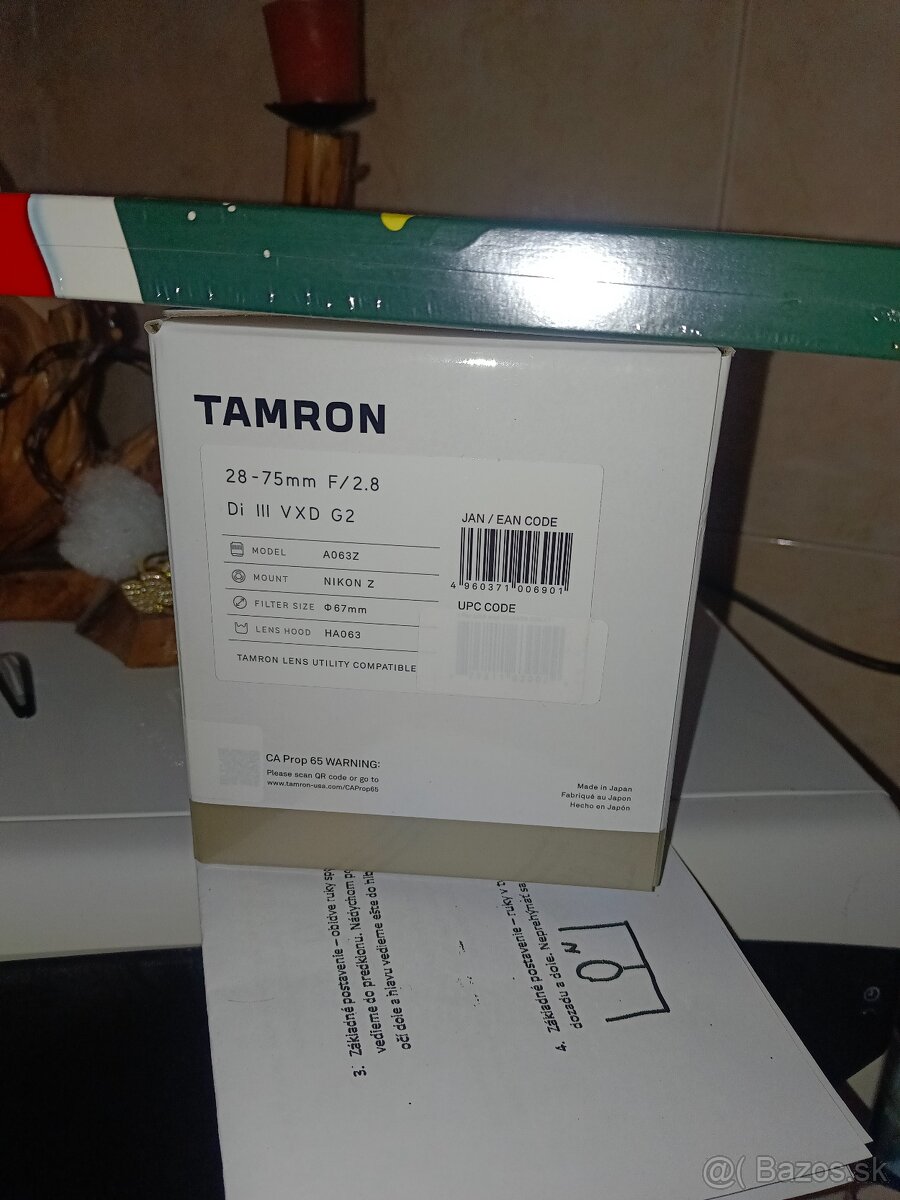 TAMRON
28-75mm F/2.8
Di III VXD G2
MODEL A063Z
MOUNT NIKON Z
FILTER SIZE Φ67mm
LENS HOOD HA063
TAMRON LENS UTILITY COMPATIBLE
JAN / EAN CODE
4 960371 006901
UPC CODE
CA Prop 65 WARNING:
Please scan QR code or go to
www.tamron-usa.com/CAProp65
Made in Japan
Fabriqué au Japon
Hecho en Japón
3. Základné postavenie – obidve ruky
vedieme do predklonu. Nádychom
očí dole a hlavu vedieme ešte do
4. Základné postavenie – ruky v
dozadu a dole. Neprehýnať sa
N
@( Bazos.sk